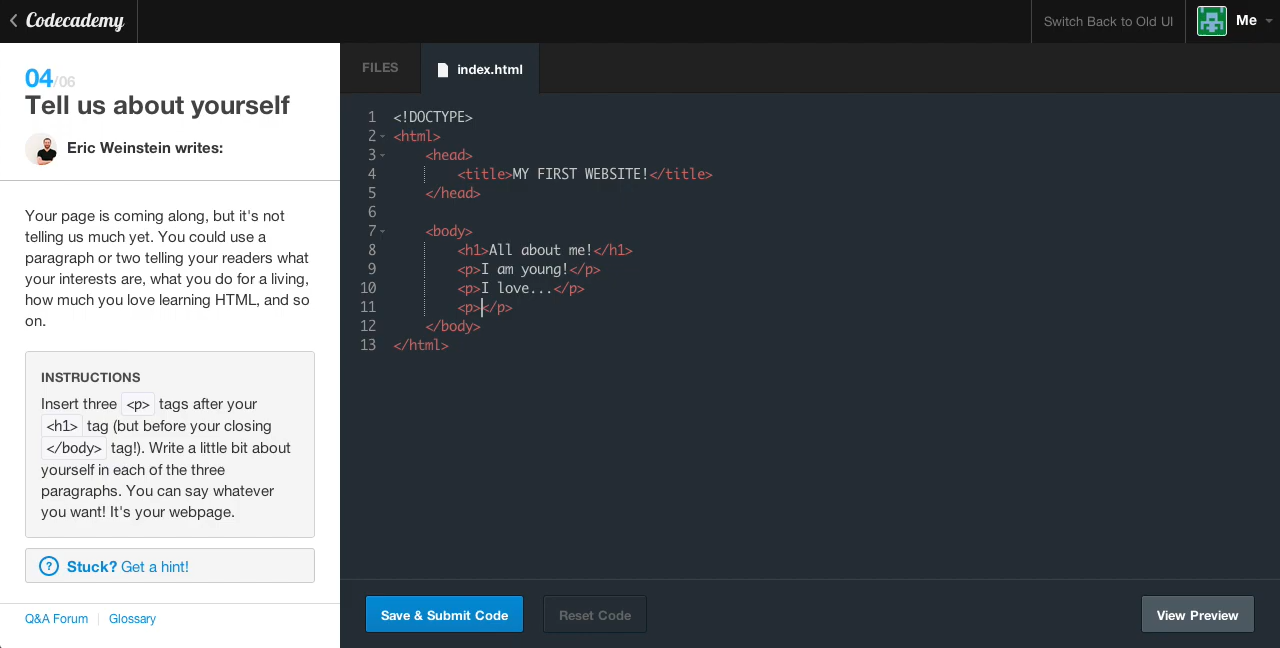 Codecademy
Switch Back to Old UI
Me
04/06
Tell us about yourself
Eric Weinstein writes:
Your page is coming along, but it's not
telling us much yet. You could use a
paragraph or two telling your readers what
your interests are, what you do for a living,
how much you love learning HTML, and so
on.
INSTRUCTIONS
Insert three <p> tags after your
<h1> tag (but before your closing
</body> tag!). Write a little bit about
yourself in each of the three
paragraphs. You can say whatever
you want! It's your webpage.
? Stuck? Get a hint!
Q&A Forum | Glossary
FILES
index.html
1 <!DOCTYPE>
2 <html>
3     <head>
4         <title>MY FIRST WEBSITE!</title>
5     </head>
6
7     <body>
8         <h1>All about me!</h1>
9         <p>I am young!</p>
10         <p>I love...</p>
11         <p></p>
12     </body>
13 </html>
Save & Submit Code
Reset Code
View Preview